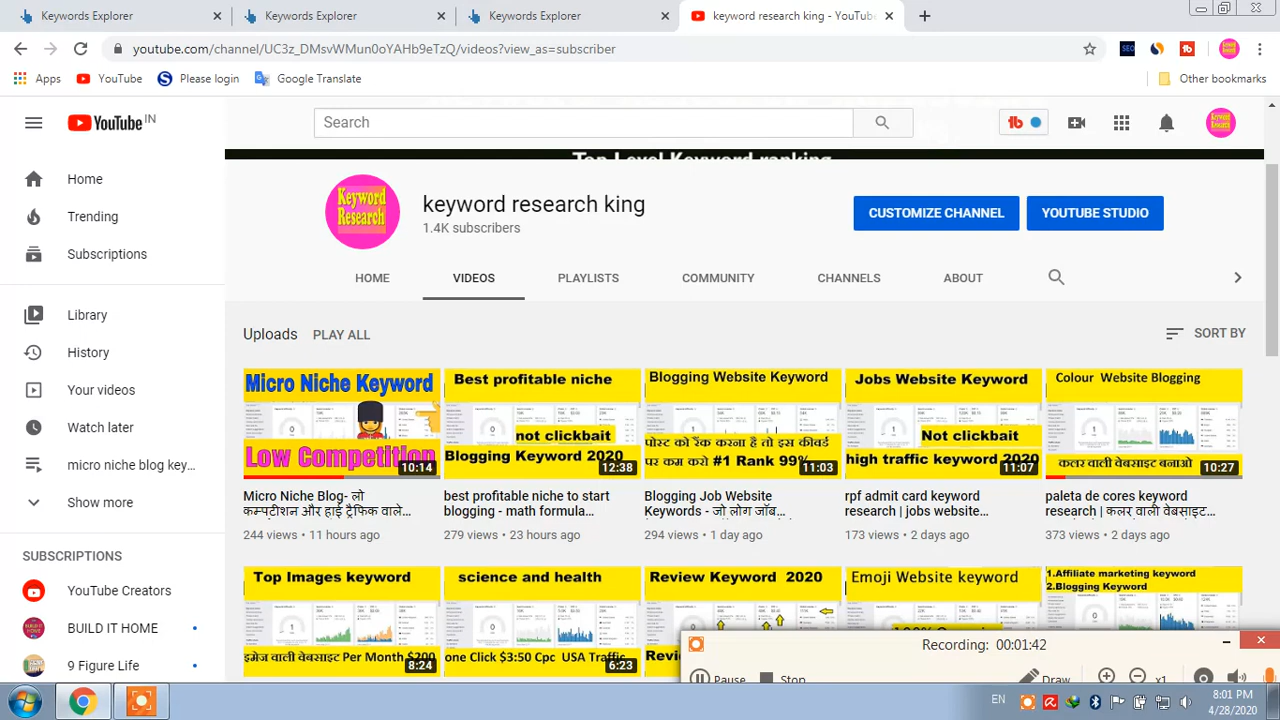 Keywords Explorer
Keywords Explorer
Keywords Explorer
keyword research king - YouTube
youtube.com/channel/UC3z_DMsvWMun0oYAHb9eTzQ/videos?view_as=subscriber
SEO
tb
Apps
YouTube
Please login
Google Translate
Other bookmarks
YouTube IN
Search
tb
Keyword Research
Top Level Keyword ranking
Home
Trending
Subscriptions
Library
History
Your videos
Watch later
micro niche blog key...
Show more
SUBSCRIPTIONS
YouTube Creators
BUILD IT HOME
9 Figure Life
Keyword
Research
keyword research king
1.4K subscribers
CUSTOMIZE CHANNEL
YOUTUBE STUDIO
HOME
VIDEOS
PLAYLISTS
COMMUNITY
CHANNELS
ABOUT
Uploads
PLAY ALL
SORT BY
Micro Niche Keyword
Low Competition
10:14
Micro Niche Blog- लो
कम्पटीशन और हाई ट्रैफिक वाले...
244 views • 11 hours ago
Best profitable niche
not clickbait
Blogging Keyword 2020
12:38
best profitable niche to start
blogging - math formula...
279 views • 23 hours ago
Blogging Website Keyword
पोस्ट को रैंक करना है तो इस कीवर्ड
पर कम करो #1 Rank 99%
11:03
Blogging Job Website
Keywords - जो लोग जॉब...
294 views • 1 day ago
Jobs Website Keyword
Not clickbait
high traffic keyword 2020
11:07
rpf admit card keyword
research | jobs website...
173 views • 2 days ago
Colour Website Blogging
कलर वाली वेबसाइट बनाओ
10:27
paleta de cores keyword
research | कलर वाली वेबसाइट...
373 views • 2 days ago
Top Images keyword
इमेज वाली वेबसाइट Per Month $200
8:24
science and health
one Click $3:50 Cpc USA Traffic
6:23
Review Keyword 2020
Emoji Website keyword
1.Affiliate marketing keyword
2.Blogging Keyword
Recording: 00:01:42
Pause
Stop
Draw
x1
EN
8:01 PM
4/28/2020